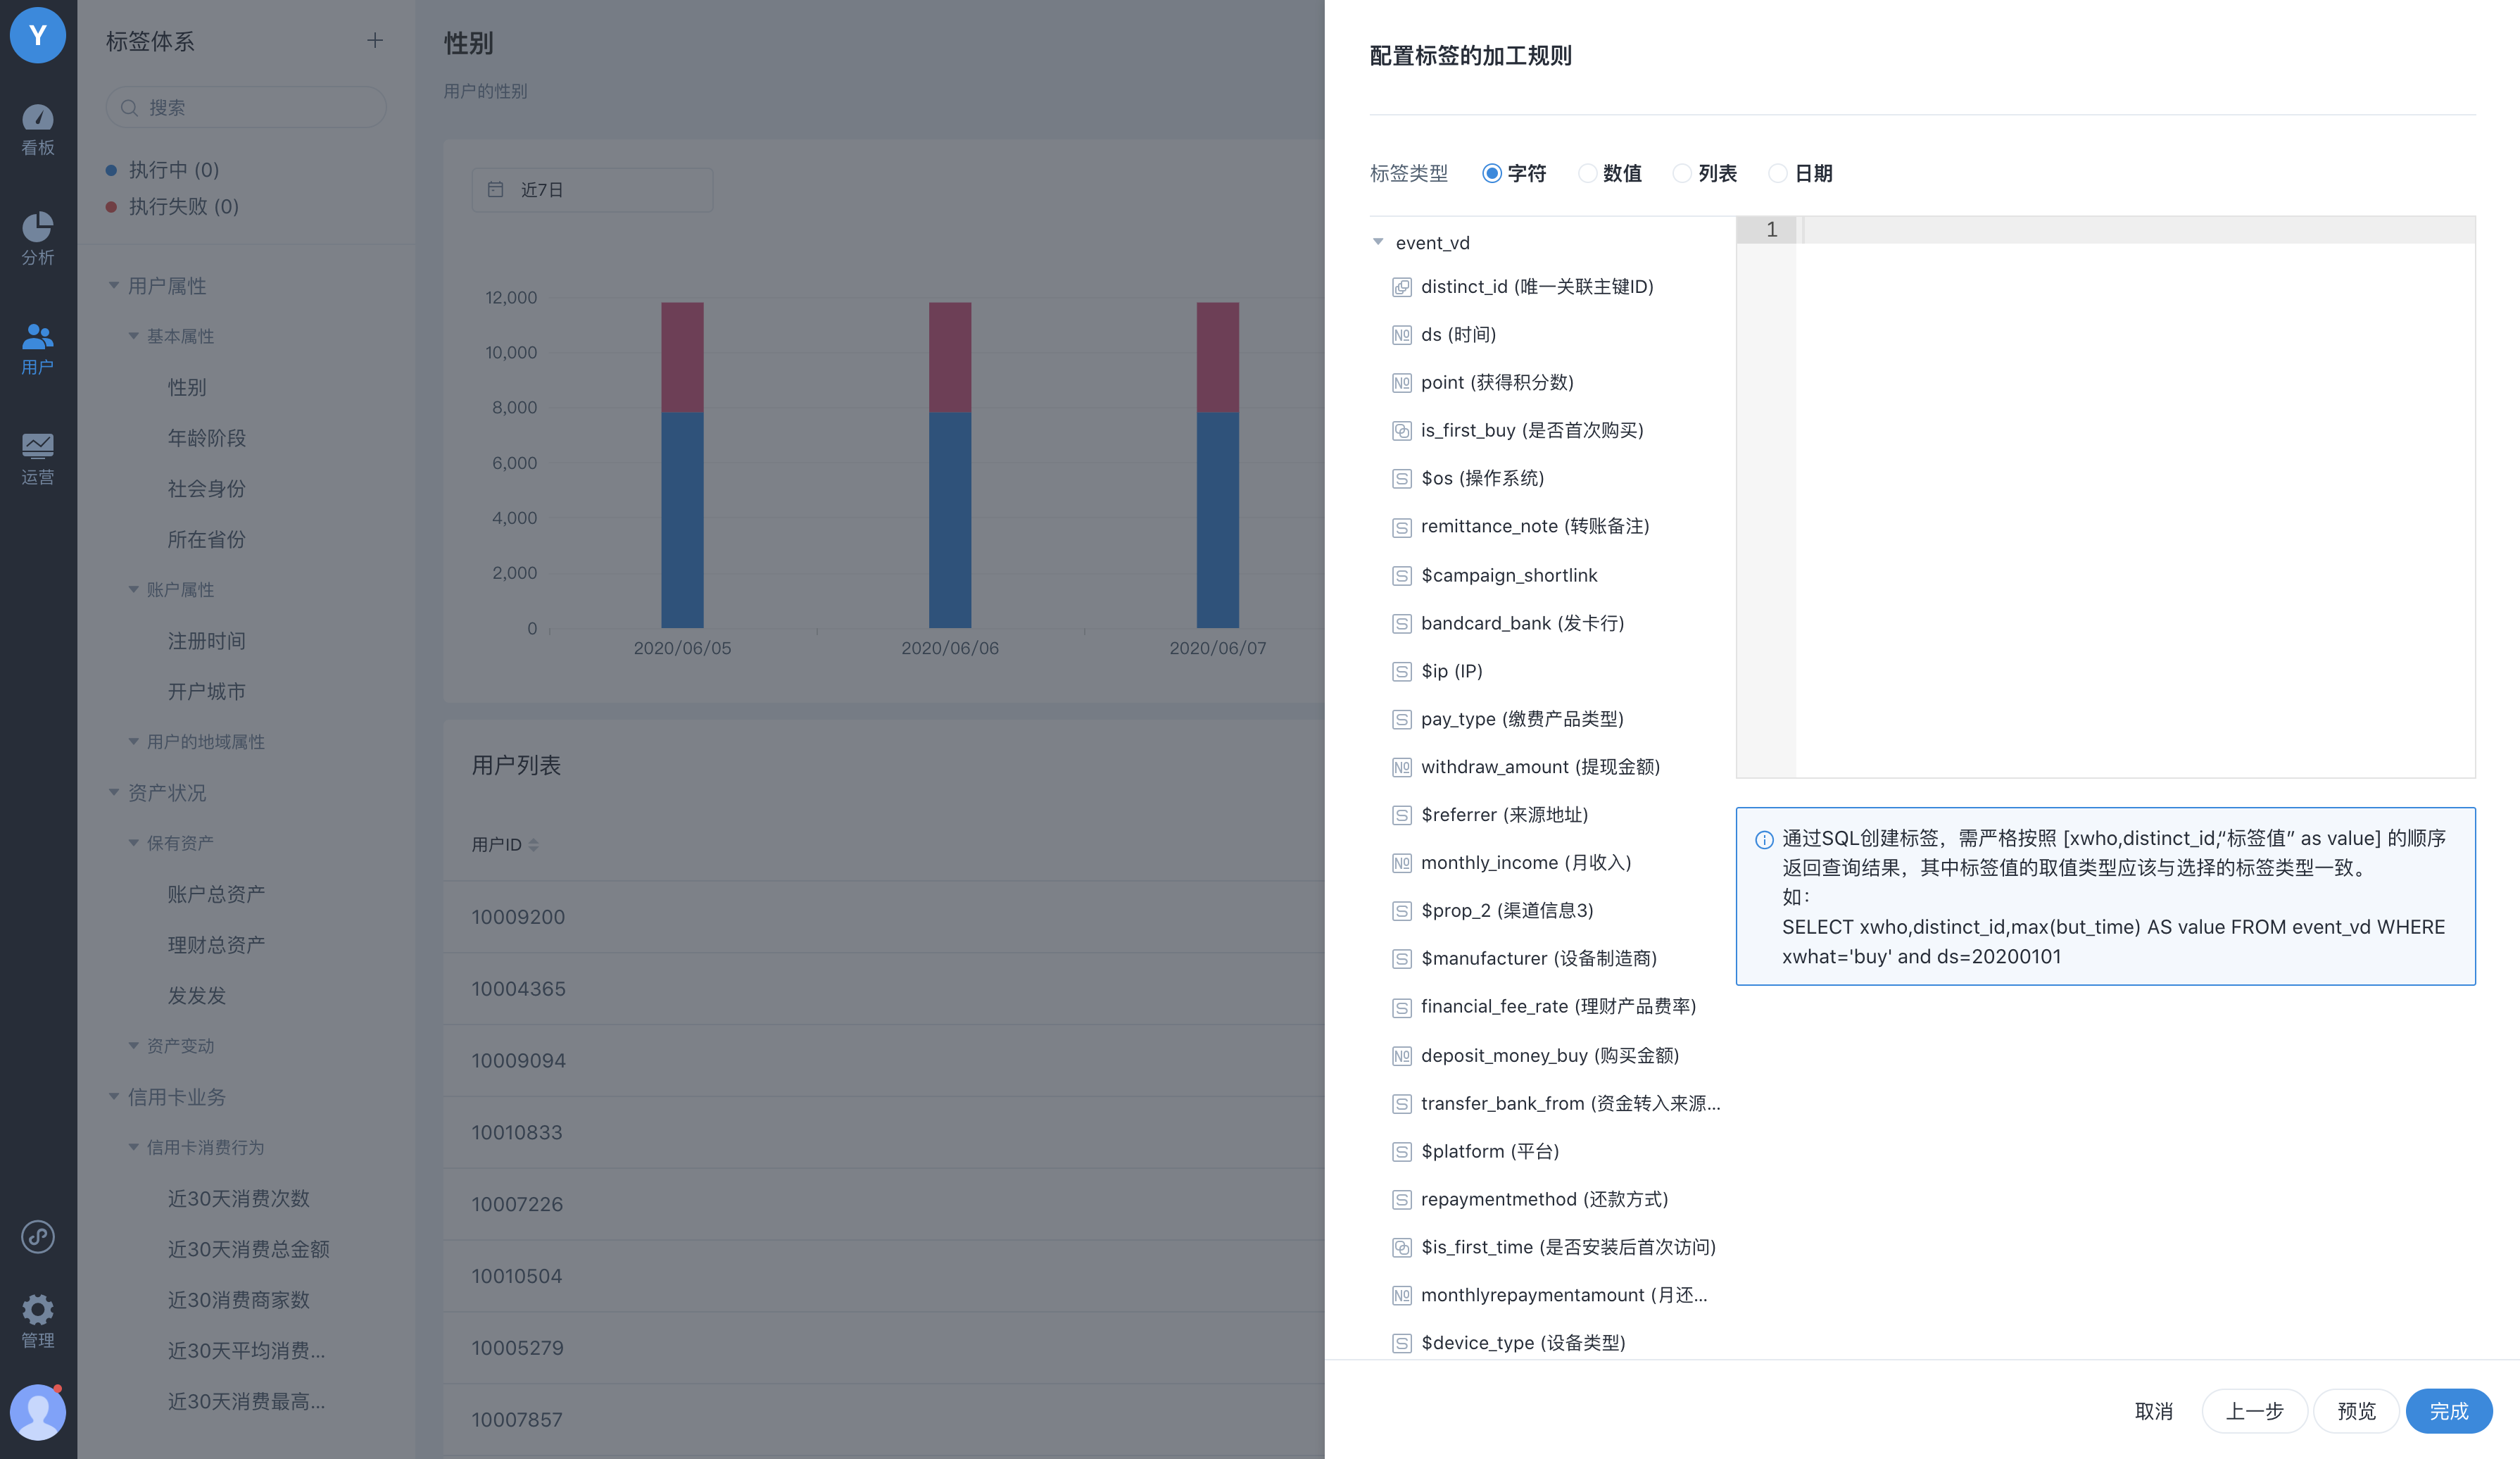 Y
看板
分析
用户
运营
管理
标签体系
搜索
执行中 (0)
执行失败 (0)
用户属性
基本属性
性别
年龄阶段
社会身份
所在省份
账户属性
注册时间
开户城市
用户的地域属性
资产状况
保有资产
账户总资产
理财总资产
发发发
资产变动
信用卡业务
信用卡消费行为
近30天消费次数
近30天消费总金额
近30消费商家数
近30天平均消费...
近30天消费最高...
性别
用户的性别
近7日
12,000
10,000
8,000
6,000
4,000
2,000
0
2020/06/05 2020/06/06 2020/06/07
用户列表
用户ID
10009200
10004365
10009094
10010833
10007226
10010504
10005279
10007857
配置标签的加工规则
标签类型 字符 数值 列表 日期
event_vd
distinct_id (唯一关联主键ID)
ds (时间)
point (获得积分数)
is_first_buy (是否首次购买)
$os (操作系统)
remittance_note (转账备注)
$campaign_shortlink
bandcard_bank (发卡行)
$ip (IP)
pay_type (缴费产品类型)
withdraw_amount (提现金额)
$referrer (来源地址)
monthly_income (月收入)
$prop_2 (渠道信息3)
$manufacturer (设备制造商)
financial_fee_rate (理财产品费率)
deposit_money_buy (购买金额)
transfer_bank_from (资金转入来源...
$platform (平台)
repaymentmethod (还款方式)
$is_first_time (是否安装后首次访问)
monthlyrepaymentamount (月还...
$device_type (设备类型)
1
通过SQL创建标签，需严格按照 [xwho,distinct_id,“标签值” as value] 的顺序
返回查询结果，其中标签值的取值类型应该与选择的标签类型一致。
如：
SELECT xwho,distinct_id,max(but_time) AS value FROM event_vd WHERE
xwhat='buy' and ds=20200101
取消 上一步 预览 完成